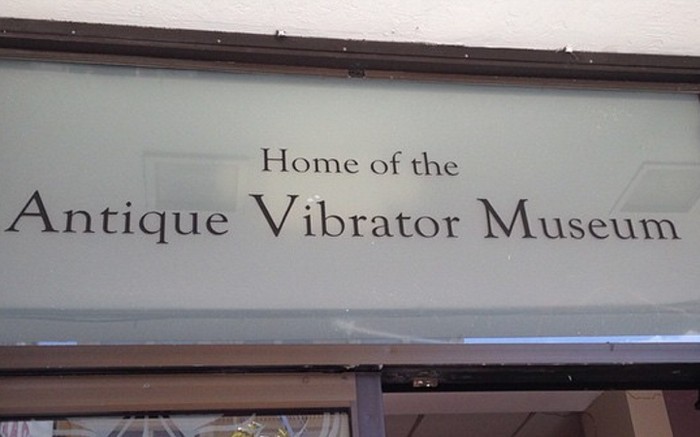 Home of the
Antique Vibrator Museum